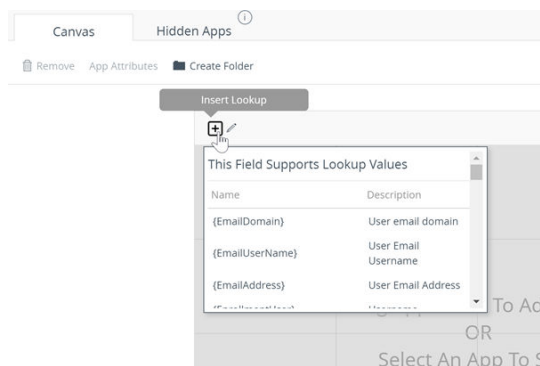 Canvas
Hidden Apps
Remove
App Attributes
Create Folder
Insert Lookup
This Field Supports Lookup Values
Name
Description
{EmailDomain}
User email domain
{EmailUserName}
User Email
Username
{EmailAddress}
User Email Address
To
OR
Select An App To